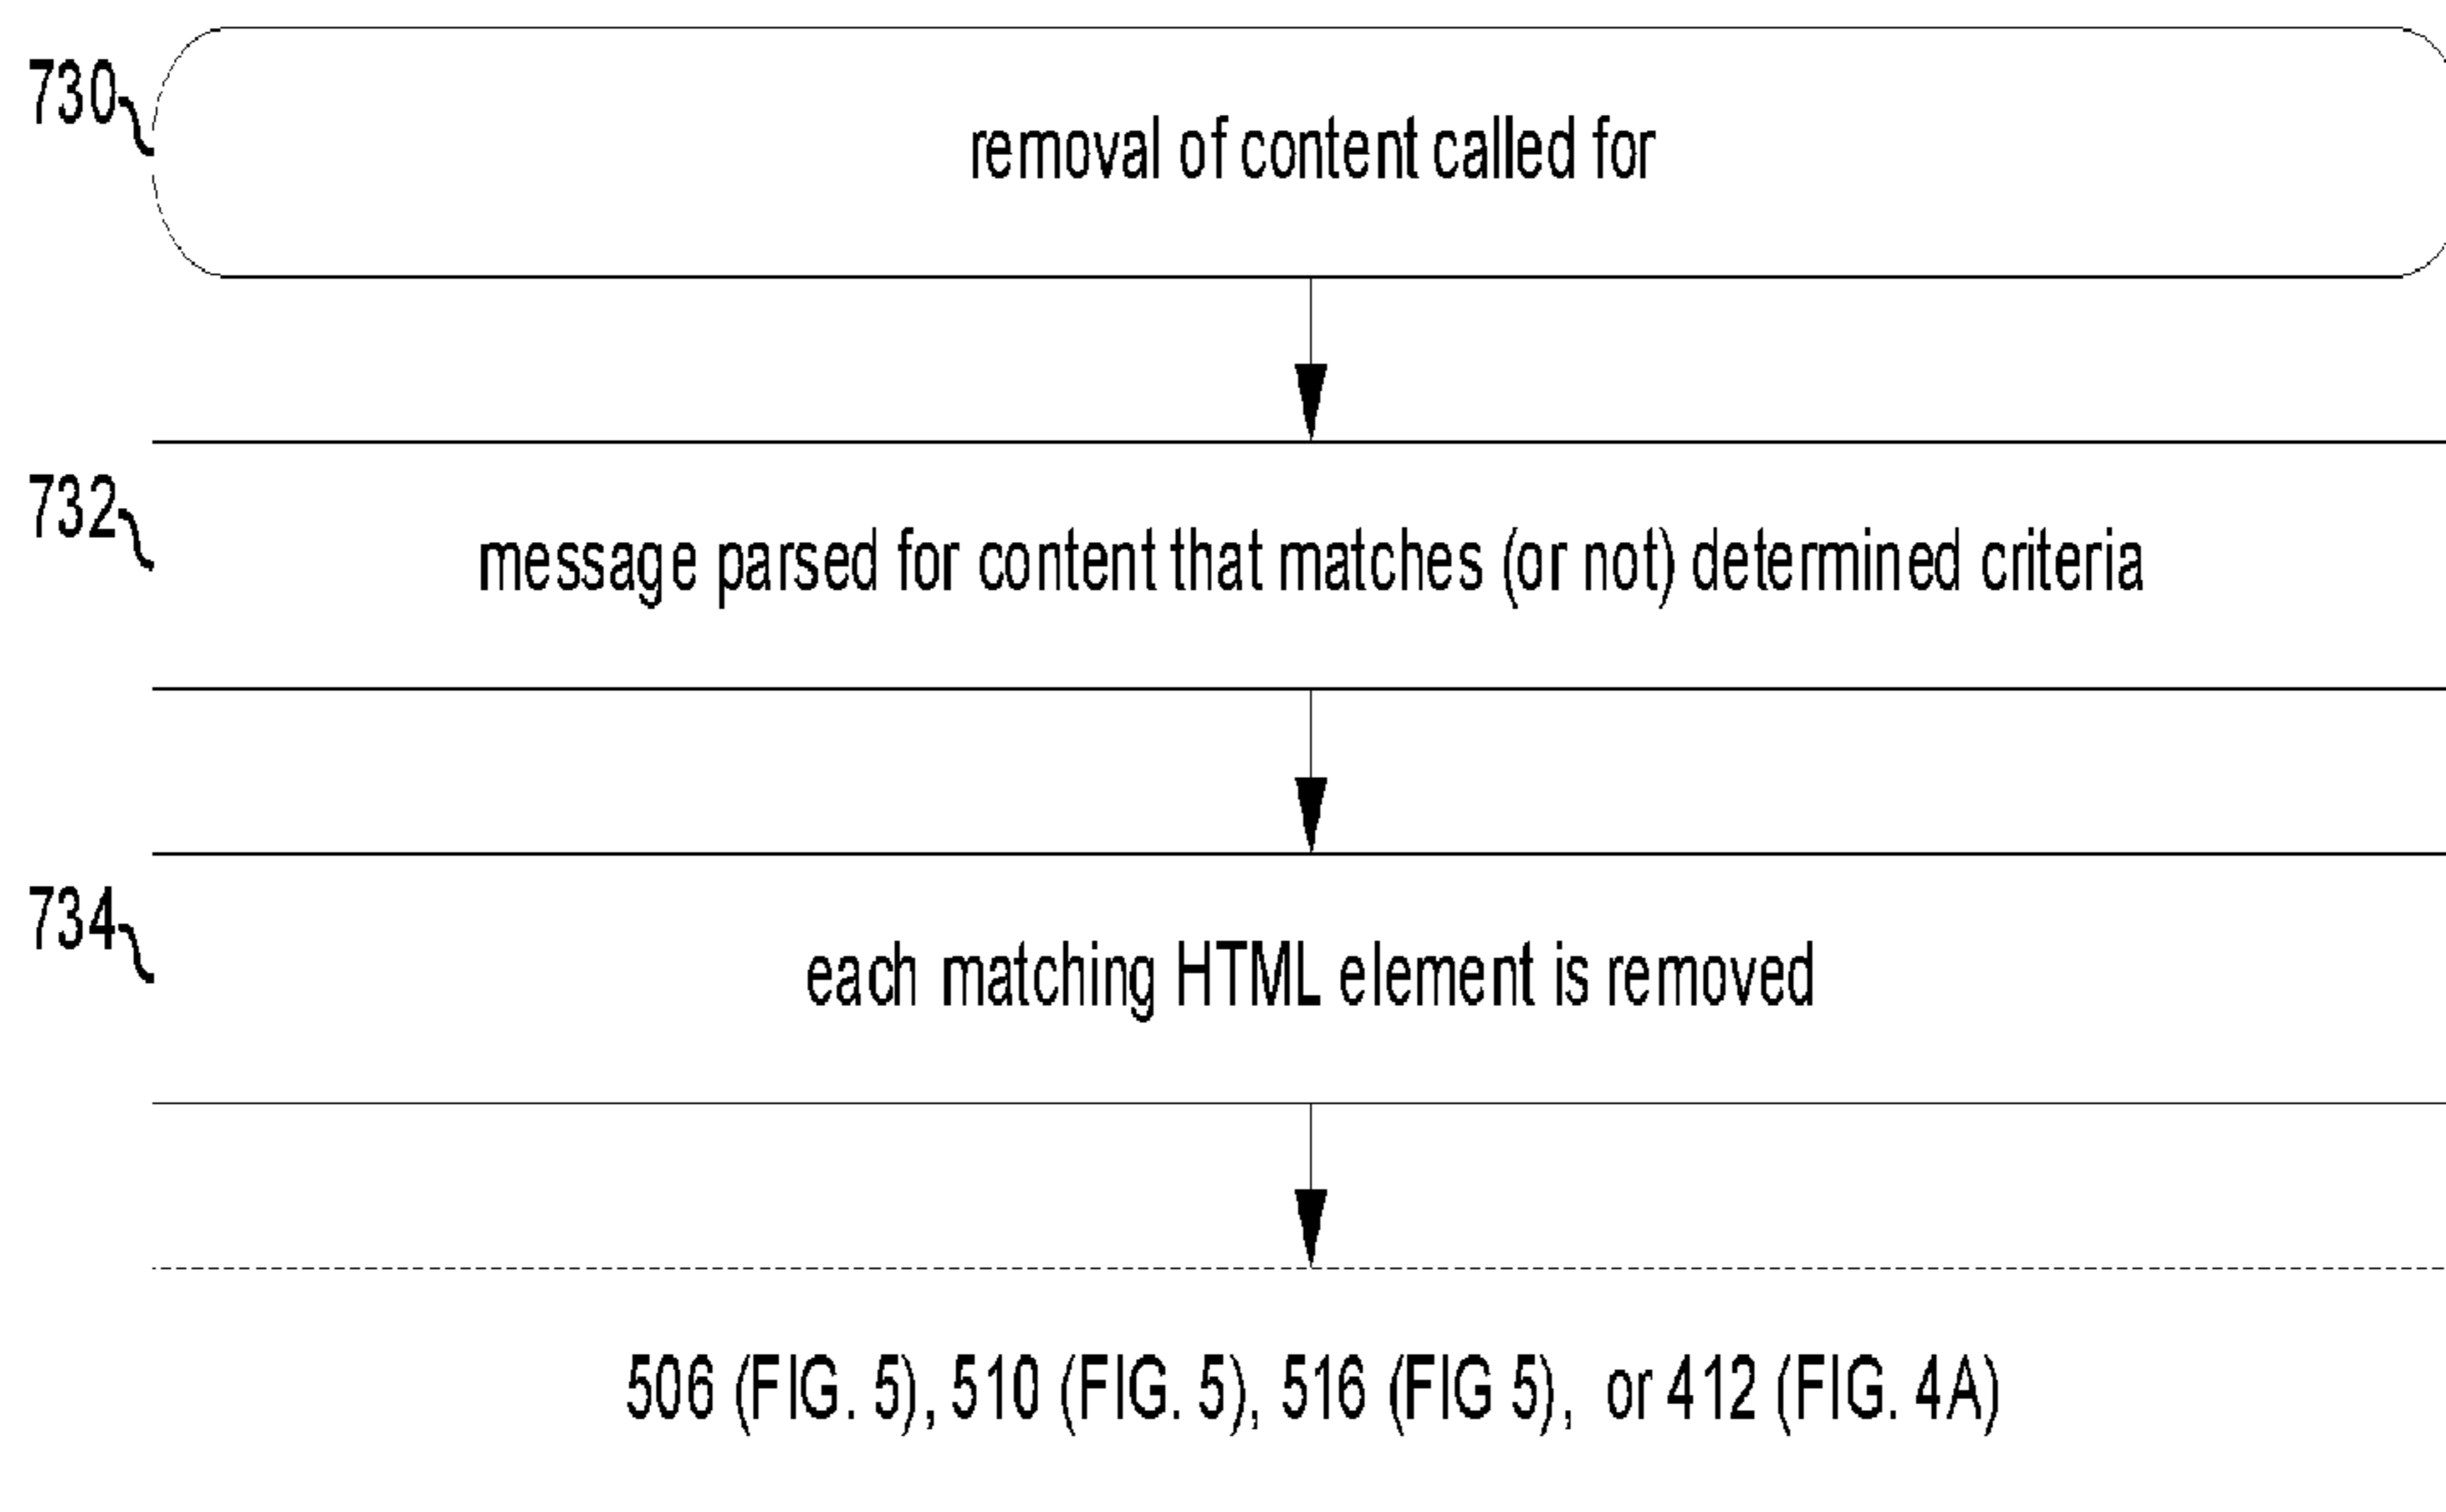 730
removal of content called for
732
message parsed for content that matches (or not) determined criteria
734
each matching HTML element is removed
506 (FIG. 5), 510 (FIG. 5), 516 (FIG 5), or 412 (FIG. 4A)